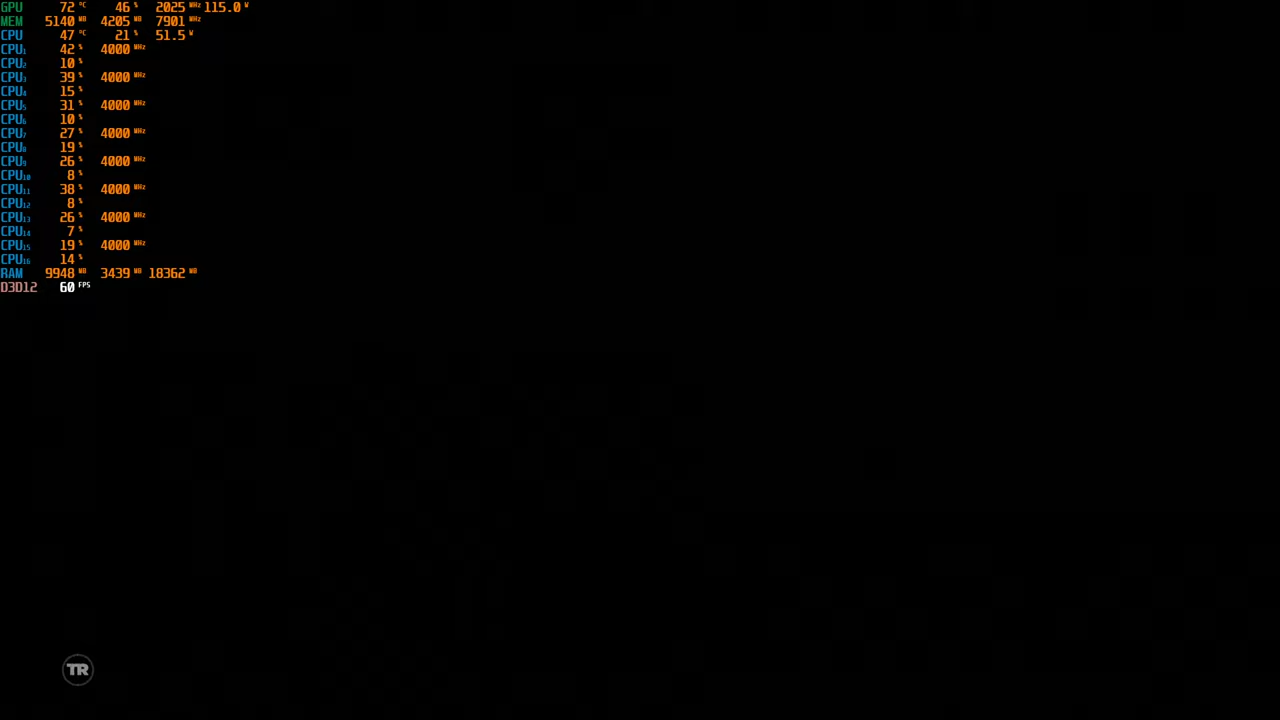 GPU 72 °C 46 % 2025 MHz 115.0 W
MEM 5140 MB 4205 MB 7901 MHz
CPU 47 °C 21 % 51.5 W
CPU1 42 % 4000 MHz
CPU2 10 %
CPU3 39 % 4000 MHz
CPU4 15 %
CPU5 31 % 4000 MHz
CPU6 10 %
CPU7 27 % 4000 MHz
CPU8 19 %
CPU9 26 % 4000 MHz
CPU10 8 %
CPU11 38 % 4000 MHz
CPU12 8 %
CPU13 26 % 4000 MHz
CPU14 7 %
CPU15 19 % 4000 MHz
CPU16 14 %
RAM 9948 MB 3439 MB 18362 MB
D3D12 60 FPS
TR